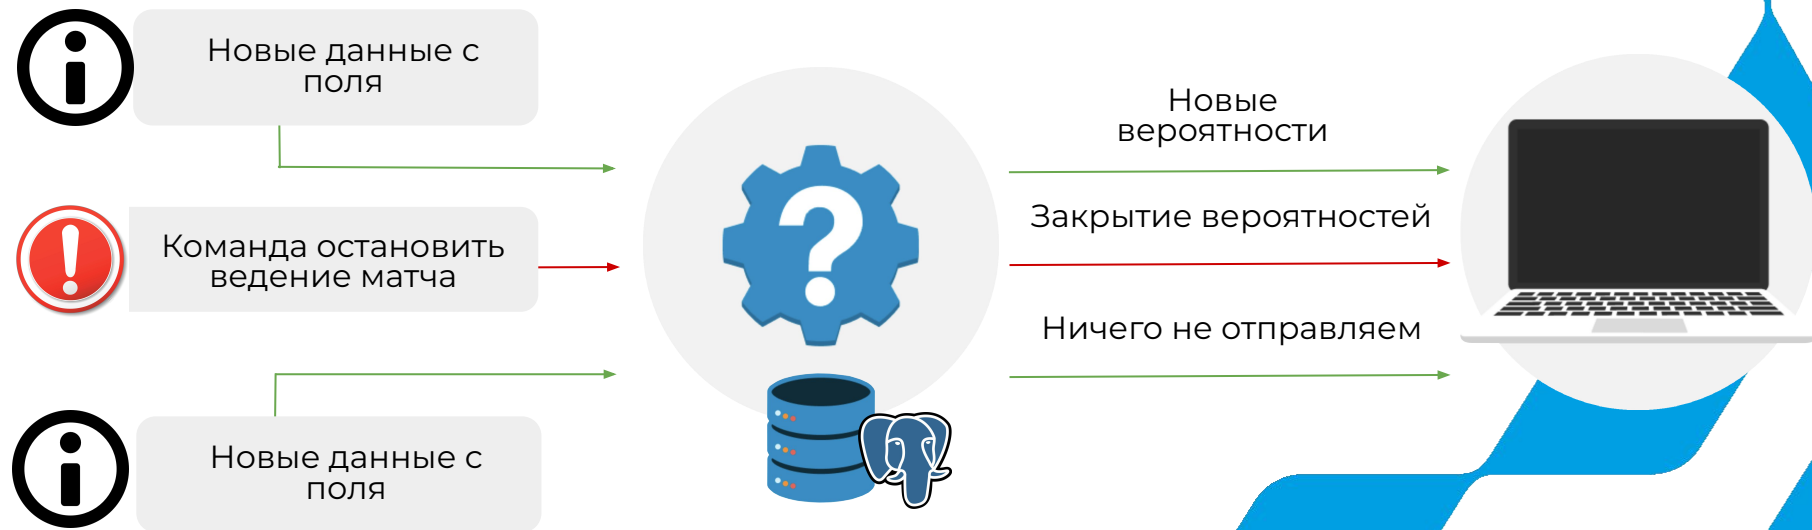 Новые данные с
поля
Новые
вероятности
Закрытие вероятностей
Команда остановить
ведение матча
Ничего не отправляем
Новые данные с
поля